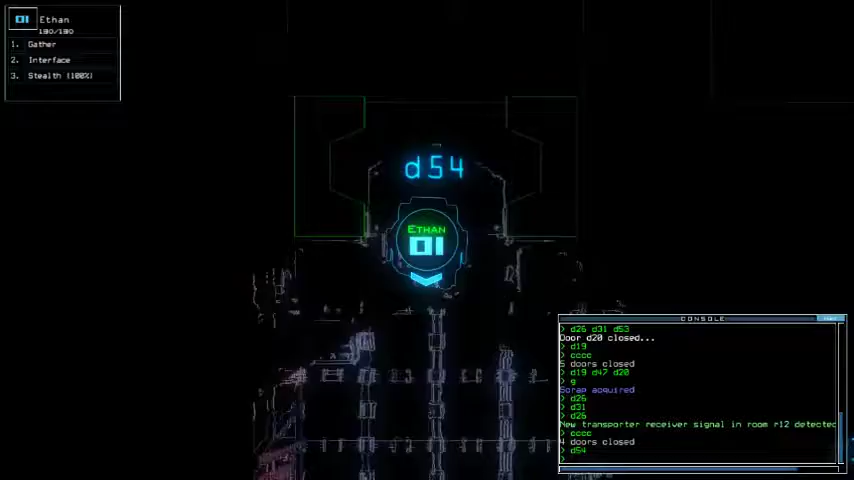 01 Ethan
180/180
1. Gather
2. Interface
3. Stealth (100%)
d54
ETHAN
01
CONSOLE
> d26 d31 d53
Door d20 closed...
> d19
> cccc
5 doors closed
> d19 d47 d20
> g
Scrap acquired
> d26
> d31
> d26
New transporter receiver signal in room r12 detected
> cccc
4 doors closed
> d54
>